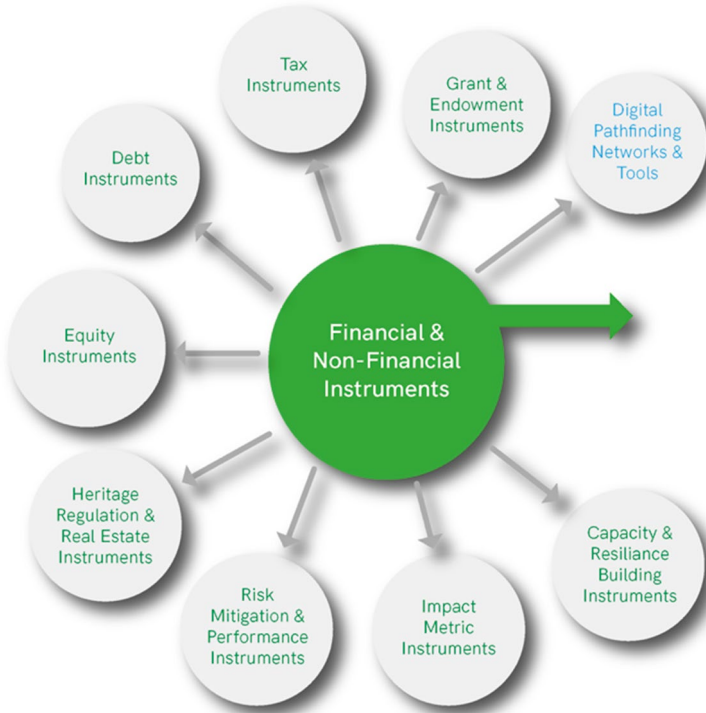 Tax
Instruments
Grant &
Endowment
Instruments
Digital
Pathfinding
Networks &
Tools
Debt
Instruments
Equity
Instruments
Financial &
Non-Financial
Instruments
Heritage
Regulation &
Real Estate
Instruments
Risk
Mitigation &
Performance
Instruments
Impact
Metric
Instruments
Capacity &
Resiliance
Building
Instruments